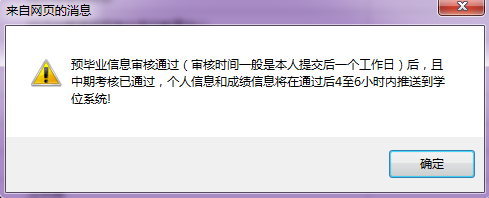 来自网页的消息
预毕业信息审核通过（审核时间一般是本人提交后一个工作日）后，且
中期考核已通过，个人信息和成绩信息将在通过后4至6小时内推送到学
位系统!
确定